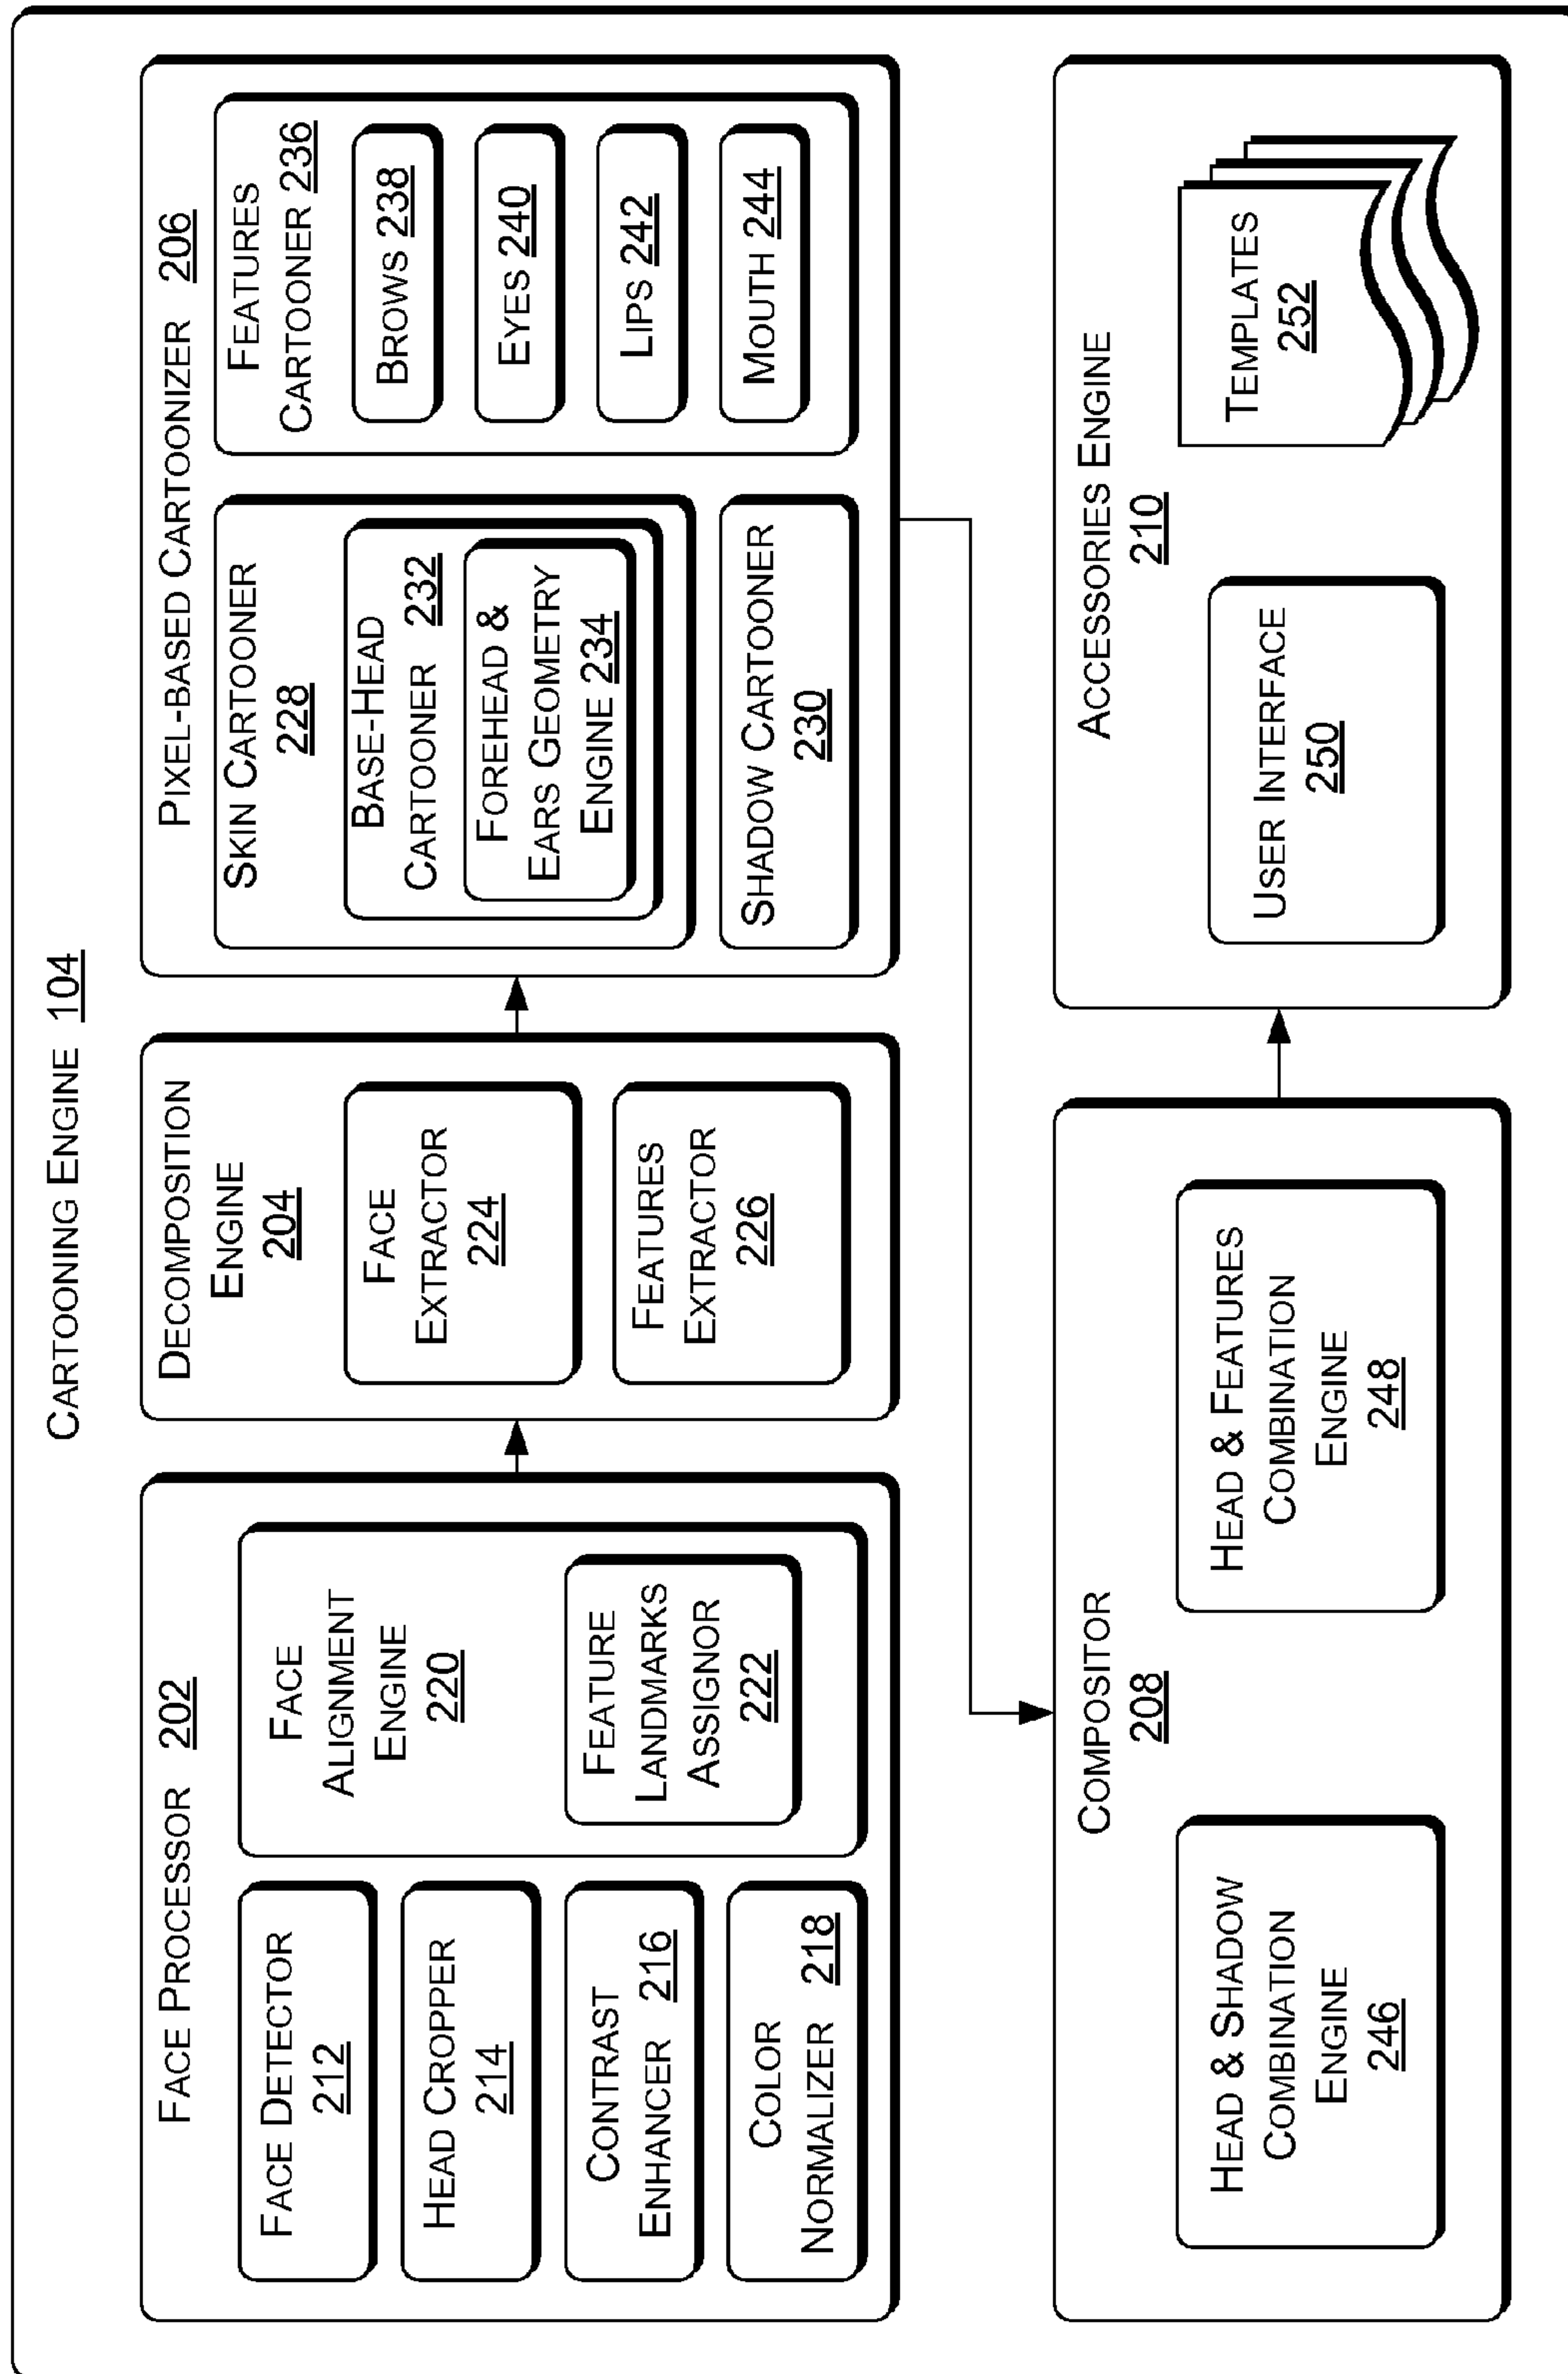 CARTOONING ENGINE 104
FACE PROCESSOR 202
FACE DETECTOR
212
HEAD CROPPER
214
CONTRAST
ENHANCER 216
COLOR
NORMALIZER 218
FACE
ALIGNMENT
ENGINE
220
FEATURE
LANDMARKS
ASSIGNOR
222
DECOMPOSITION
ENGINE
204
FACE
EXTRACTOR
224
FEATURES
EXTRACTOR
226
PIXEL-BASED CARTOONIZER 206
SKIN CARTOONER
228
BASE-HEAD
CARTOONER 232
FOREHEAD &
EARS GEOMETRY
ENGINE 234
SHADOW CARTOONER
230
FEATURES
CARTOONER 236
BROWS 238
EYES 240
LIPS 242
MOUTH 244
COMPOSITOR
208
HEAD & SHADOW
COMBINATION
ENGINE
246
HEAD & FEATURES
COMBINATION
ENGINE
248
ACCESSORIES ENGINE
210
USER INTERFACE
250
TEMPLATES
252